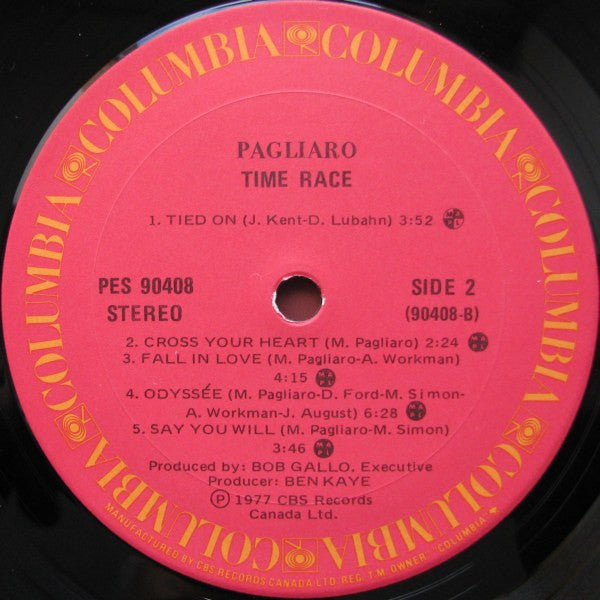 COLUMBIA COLUMBIA COLUMBIA COLUMBIA COLUMBIA COLUMBIA COLUMBIA COLUMBIA
PAGLIARO
TIME RACE
1. TIED ON (J. Kent-D. Lubahn) 3:52
PES 90408
STEREO
SIDE 2
(90408-B)
2. CROSS YOUR HEART (M. Pagliaro) 2:24
3. FALL IN LOVE (M. Pagliaro-A. Workman)
4:15
4. ODYSSÉE (M. Pagliaro-D. Ford-M. Simon-
A. Workman-J. August) 6:28
5. SAY YOU WILL (M. Pagliaro-M. Simon)
3:46
Produced by: BOB GALLO. Executive
Producer: BEN KAYE
Ⓟ 1977 CBS Records
Canada Ltd.
MANUFACTURED BY CBS RECORDS CANADA LTD. REG. T.M. OWNER "COLUMBIA"